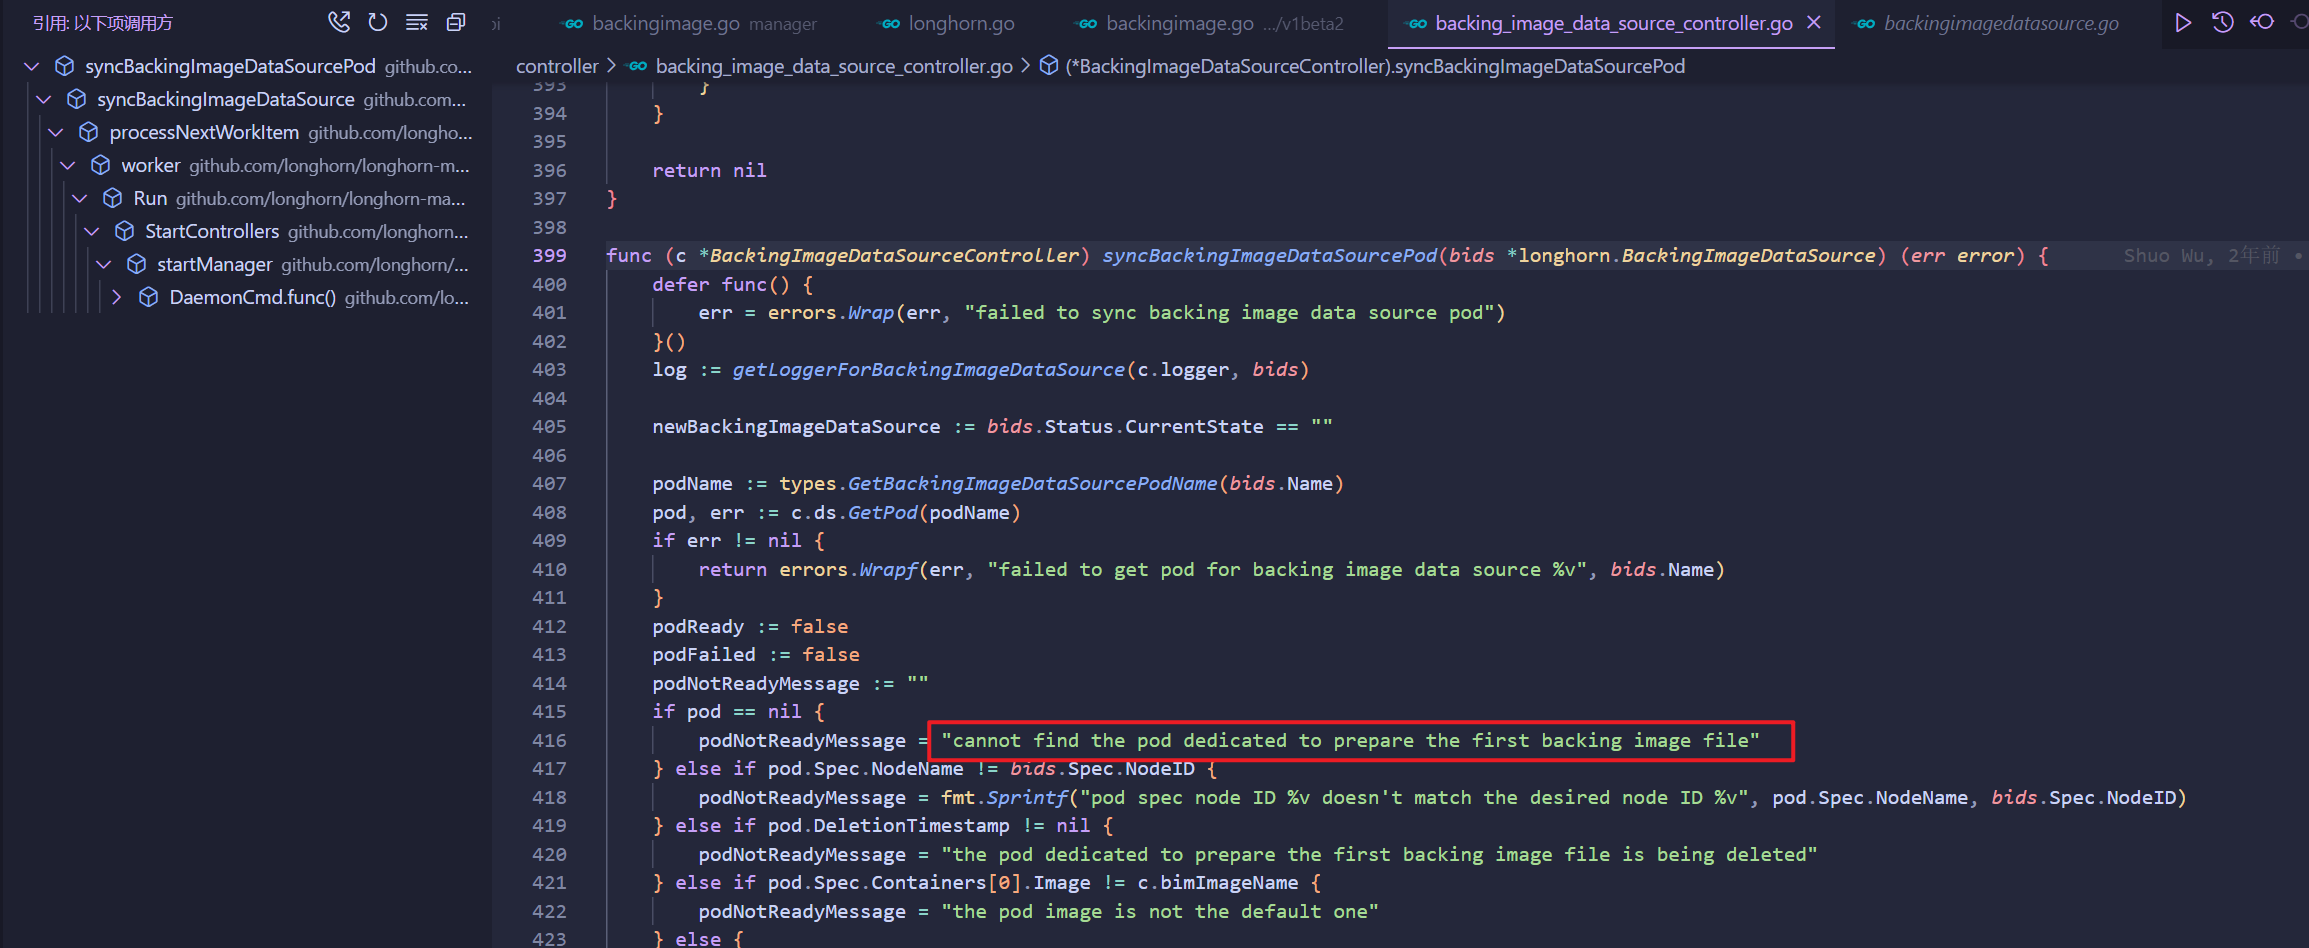 引用: 以下项调用方
syncBackingImageDataSourcePod github.co...
syncBackingImageDataSource github.com...
processNextWorkItem github.com/longho...
worker github.com/longhorn/longhorn-m...
Run github.com/longhorn/longhorn-ma...
StartControllers github.com/longhorn...
startManager github.com/longhorn/...
DaemonCmd.func() github.com/lo...
pi
GO backingimage.go manager
GO longhorn.go
GO backingimage.go .../v1beta2
GO backing_image_data_source_controller.go
GO backingimagedatasource.go
controller > GO backing_image_data_source_controller.go > (*BackingImageDataSourceController).syncBackingImageDataSourcePod
393 }
394 }
395
396 return nil
397 }
398
399 func (c *BackingImageDataSourceController) syncBackingImageDataSourcePod(bids *longhorn.BackingImageDataSource) (err error) { Shuo Wu, 2年前 •
400 defer func() {
401 err = errors.Wrap(err, "failed to sync backing image data source pod")
402 }()
403 log := getLoggerForBackingImageDataSource(c.logger, bids)
404
405 newBackingImageDataSource := bids.Status.CurrentState == ""
406
407 podName := types.GetBackingImageDataSourcePodName(bids.Name)
408 pod, err := c.ds.GetPod(podName)
409 if err != nil {
410 return errors.Wrapf(err, "failed to get pod for backing image data source %v", bids.Name)
411 }
412 podReady := false
413 podFailed := false
414 podNotReadyMessage := ""
415 if pod == nil {
416 podNotReadyMessage = "cannot find the pod dedicated to prepare the first backing image file"
417 } else if pod.Spec.NodeName != bids.Spec.NodeID {
418 podNotReadyMessage = fmt.Sprintf("pod spec node ID %v doesn't match the desired node ID %v", pod.Spec.NodeName, bids.Spec.NodeID)
419 } else if pod.DeletionTimestamp != nil {
420 podNotReadyMessage = "the pod dedicated to prepare the first backing image file is being deleted"
421 } else if pod.Spec.Containers[0].Image != c.bimImageName {
422 podNotReadyMessage = "the pod image is not the default one"
423 } else {